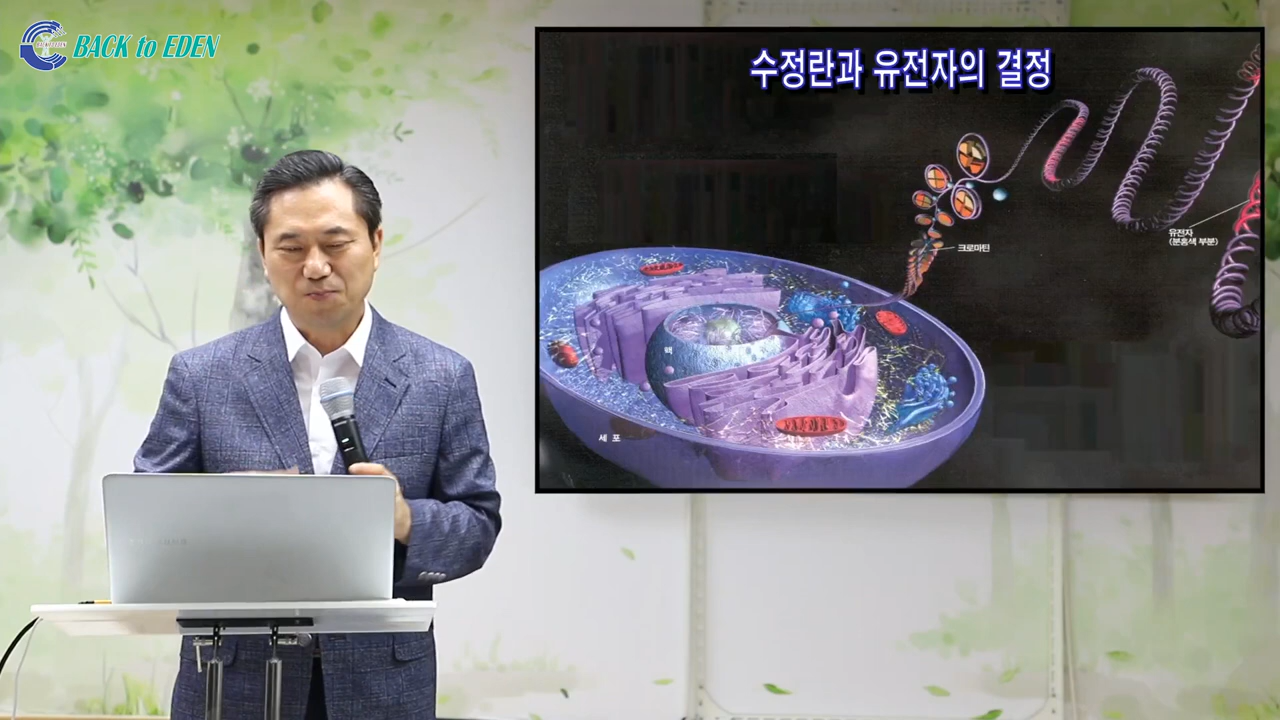 BACK to EDEN
수정란과 유전자의 결정
크로마틴
유전자
(분홍색 부분)
핵
세 포